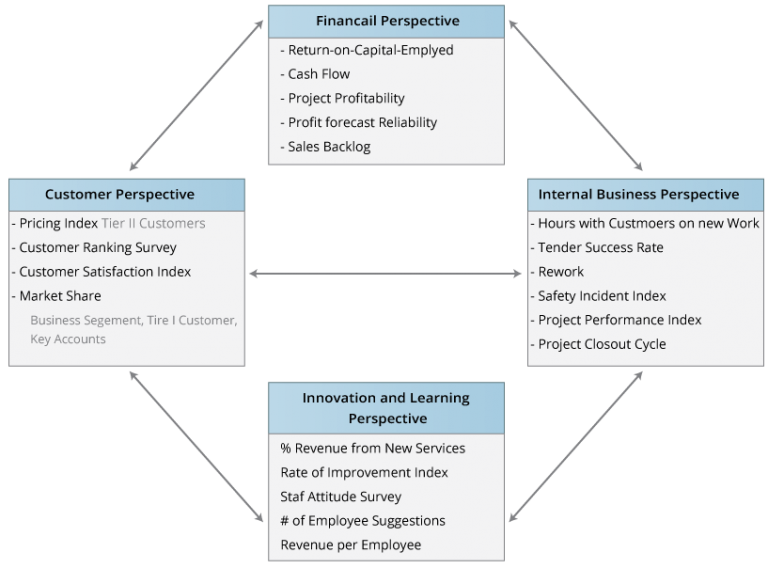 Financail Perspective
- Return-on-Capital-Emplyed
- Cash Flow
- Project Profitability
- Profit forecast Reliability
- Sales Backlog
Customer Perspective
- Pricing Index Tier II Customers
- Customer Ranking Survey
- Customer Satisfaction Index
- Market Share
Business Segement, Tire I Customer,
Key Accounts
Internal Business Perspective
- Hours with Custmoers on new Work
- Tender Success Rate
- Rework
- Safety Incident Index
- Project Performance Index
- Project Closout Cycle
Innovation and Learning
Perspective
% Revenue from New Services
Rate of Improvement Index
Staf Attitude Survey
# of Employee Suggestions
Revenue per Employee